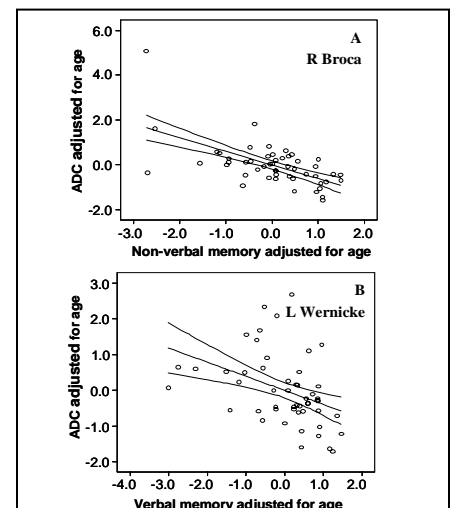 6.0
A
R Broca
4.0
2.0
0.0
-2.0
ADC adjusted for age
-3.0 -2.0 -1.0 0.0 1.0 2.0
Non-verbal memory adjusted for age
3.0
B
L Wernicke
2.0
1.0
0.0
-1.0
-2.0
ADC adjusted for age
-4.0 -3.0 -2.0 -1.0 0.0 1.0 2.0
Verbal memory adjusted for age